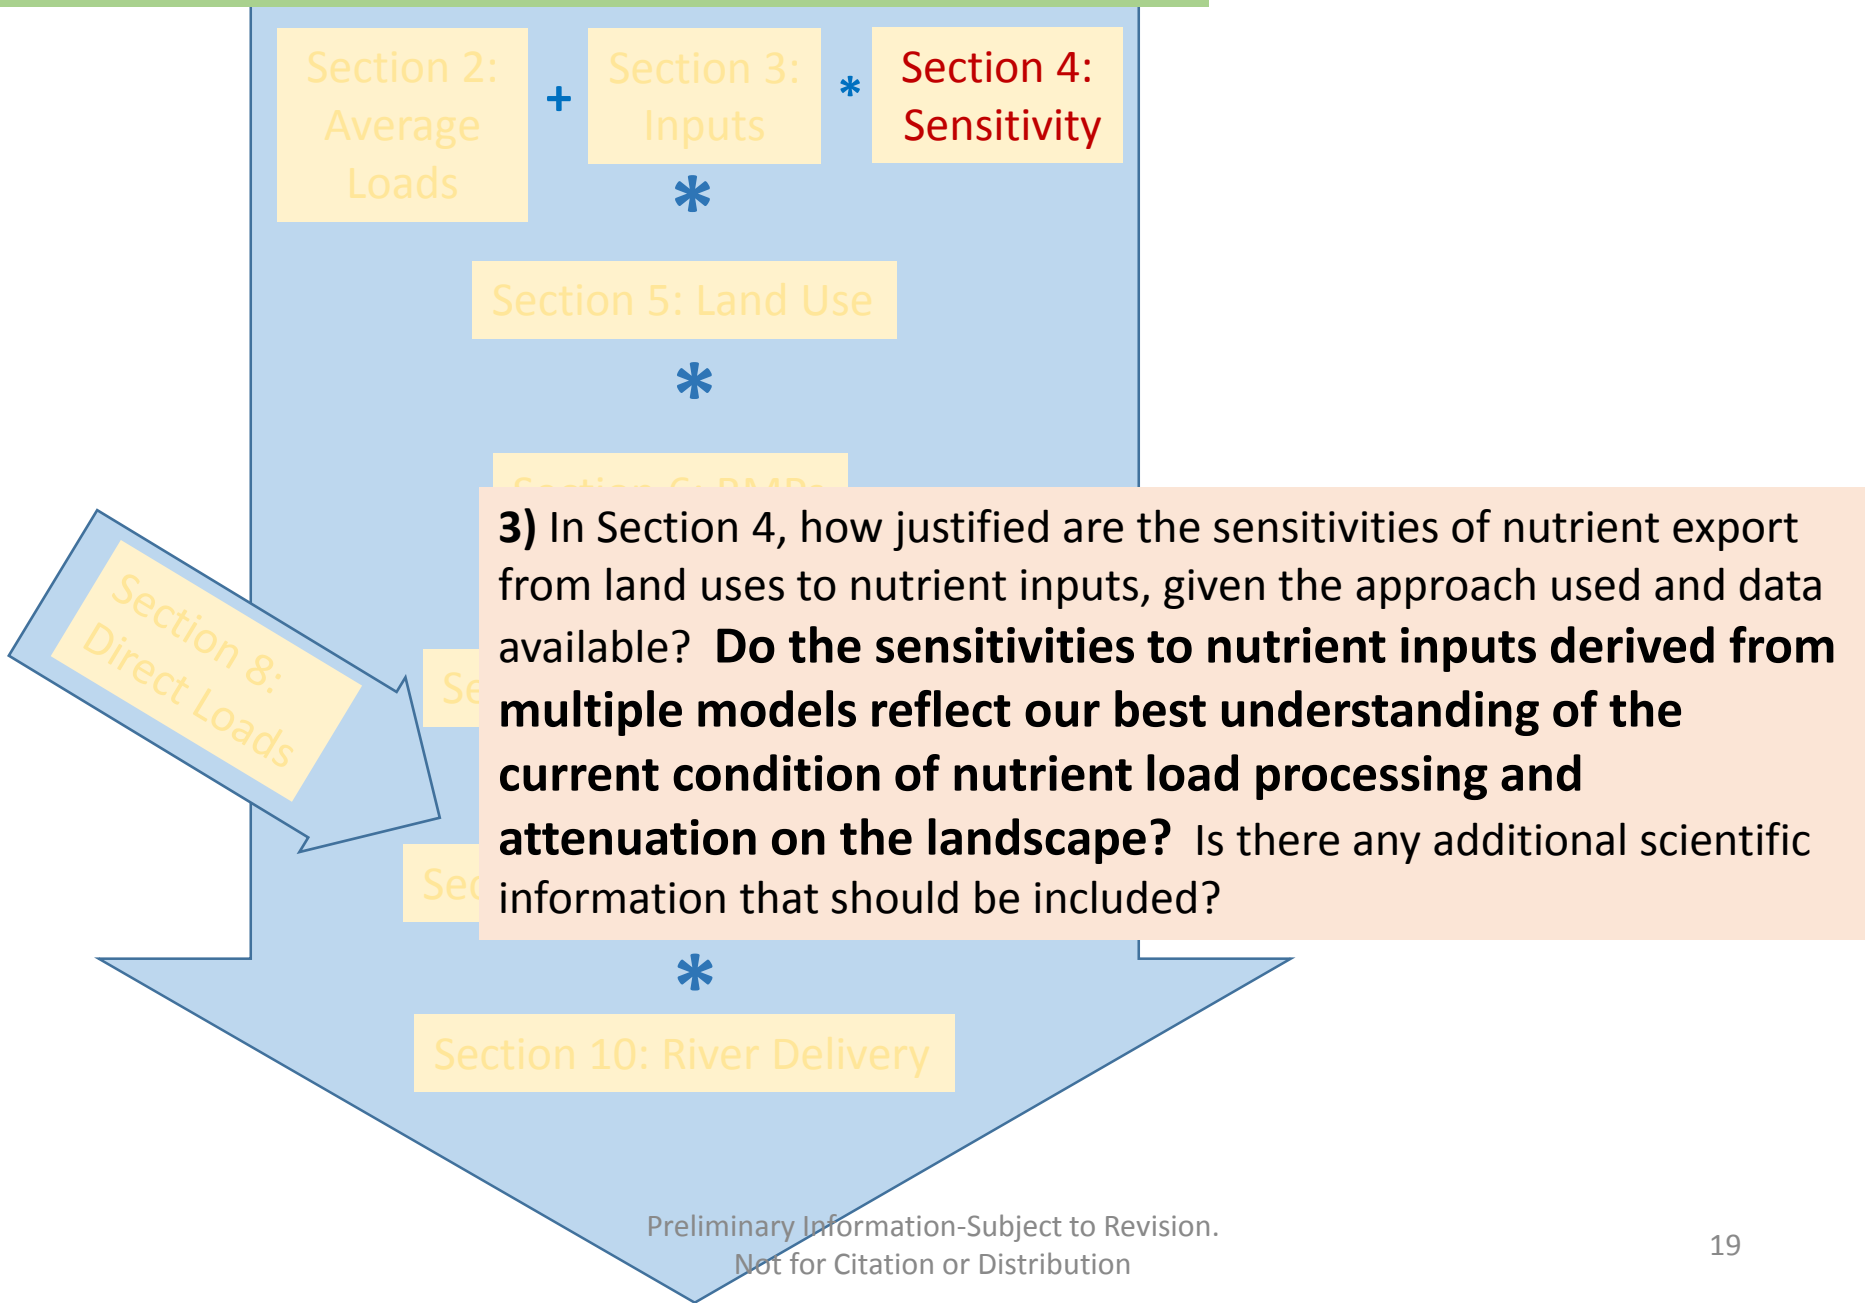 Section 2:
Average
Loads
+
Section 3:
Inputs
*
Section 4:
Sensitivity
*
Section 5: Land Use
*
Section 6: BMPs
3) In Section 4, how justified are the sensitivities of nutrient export
from land uses to nutrient inputs, given the approach used and data
available? Do the sensitivities to nutrient inputs derived from
multiple models reflect our best understanding of the
current condition of nutrient load processing and
attenuation on the landscape? Is there any additional scientific
information that should be included?
Section 8:
Direct Loads
*
Section 10: River Delivery
Preliminary Information-Subject to Revision.
Not for Citation or Distribution
19